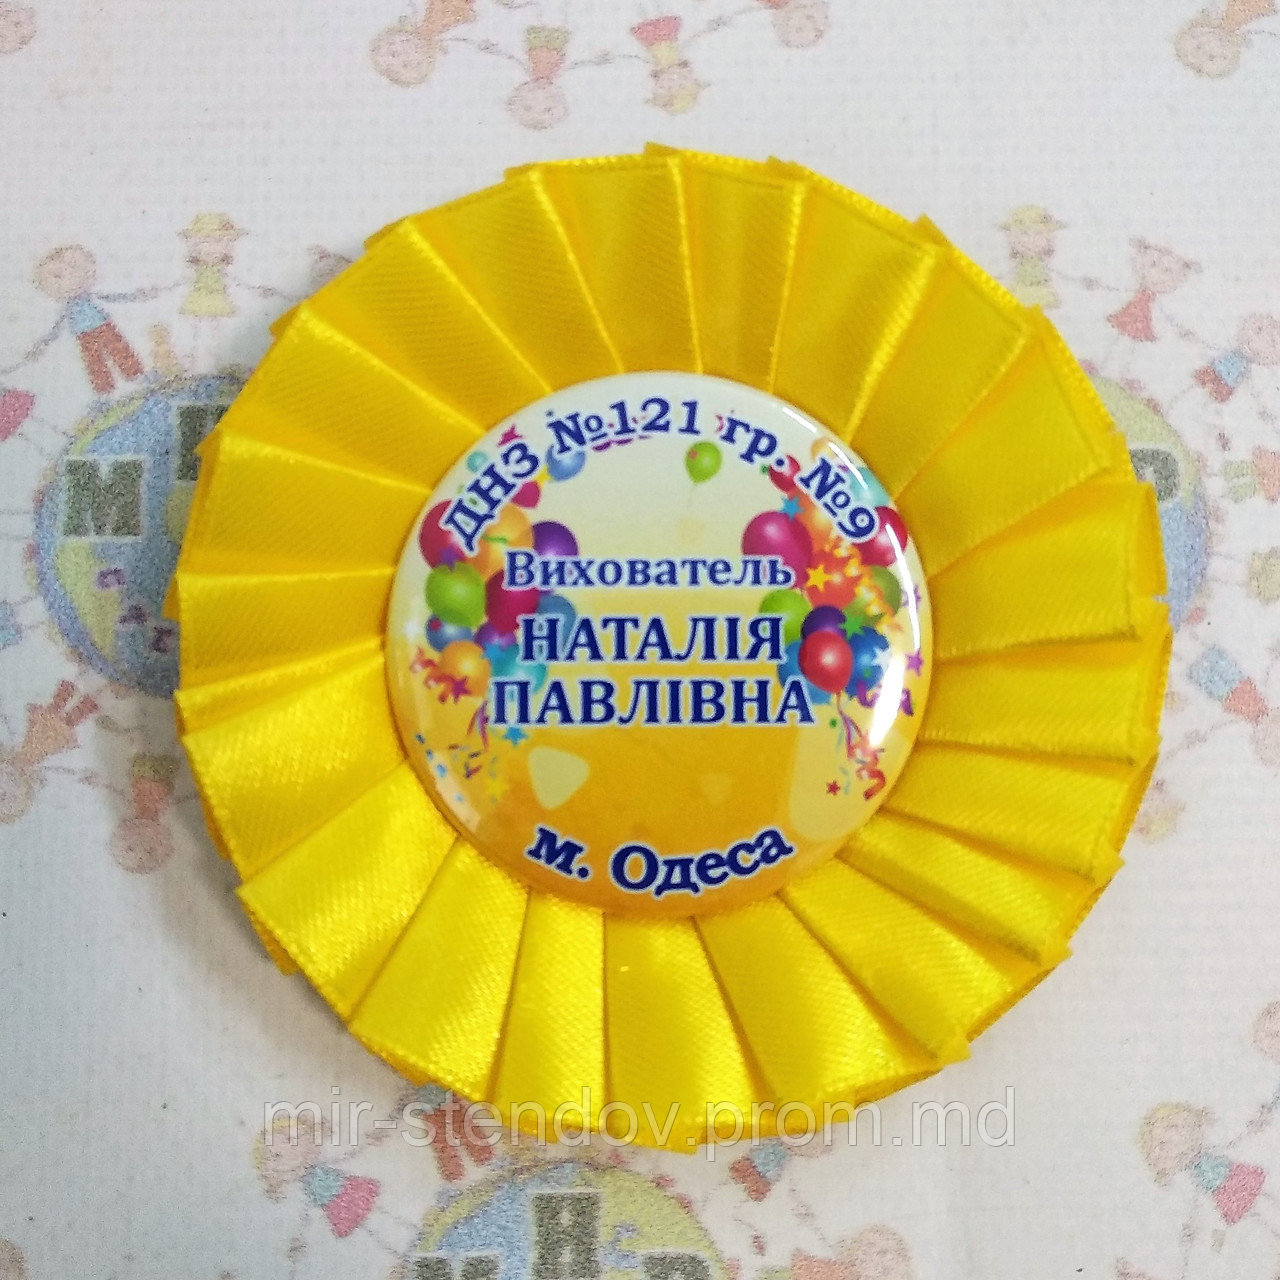 ДНЗ №121 гр. №9
Вихователь
НАТАЛІЯ
ПАВЛІВНА
м. Одеса
mir-stendov.prom.md